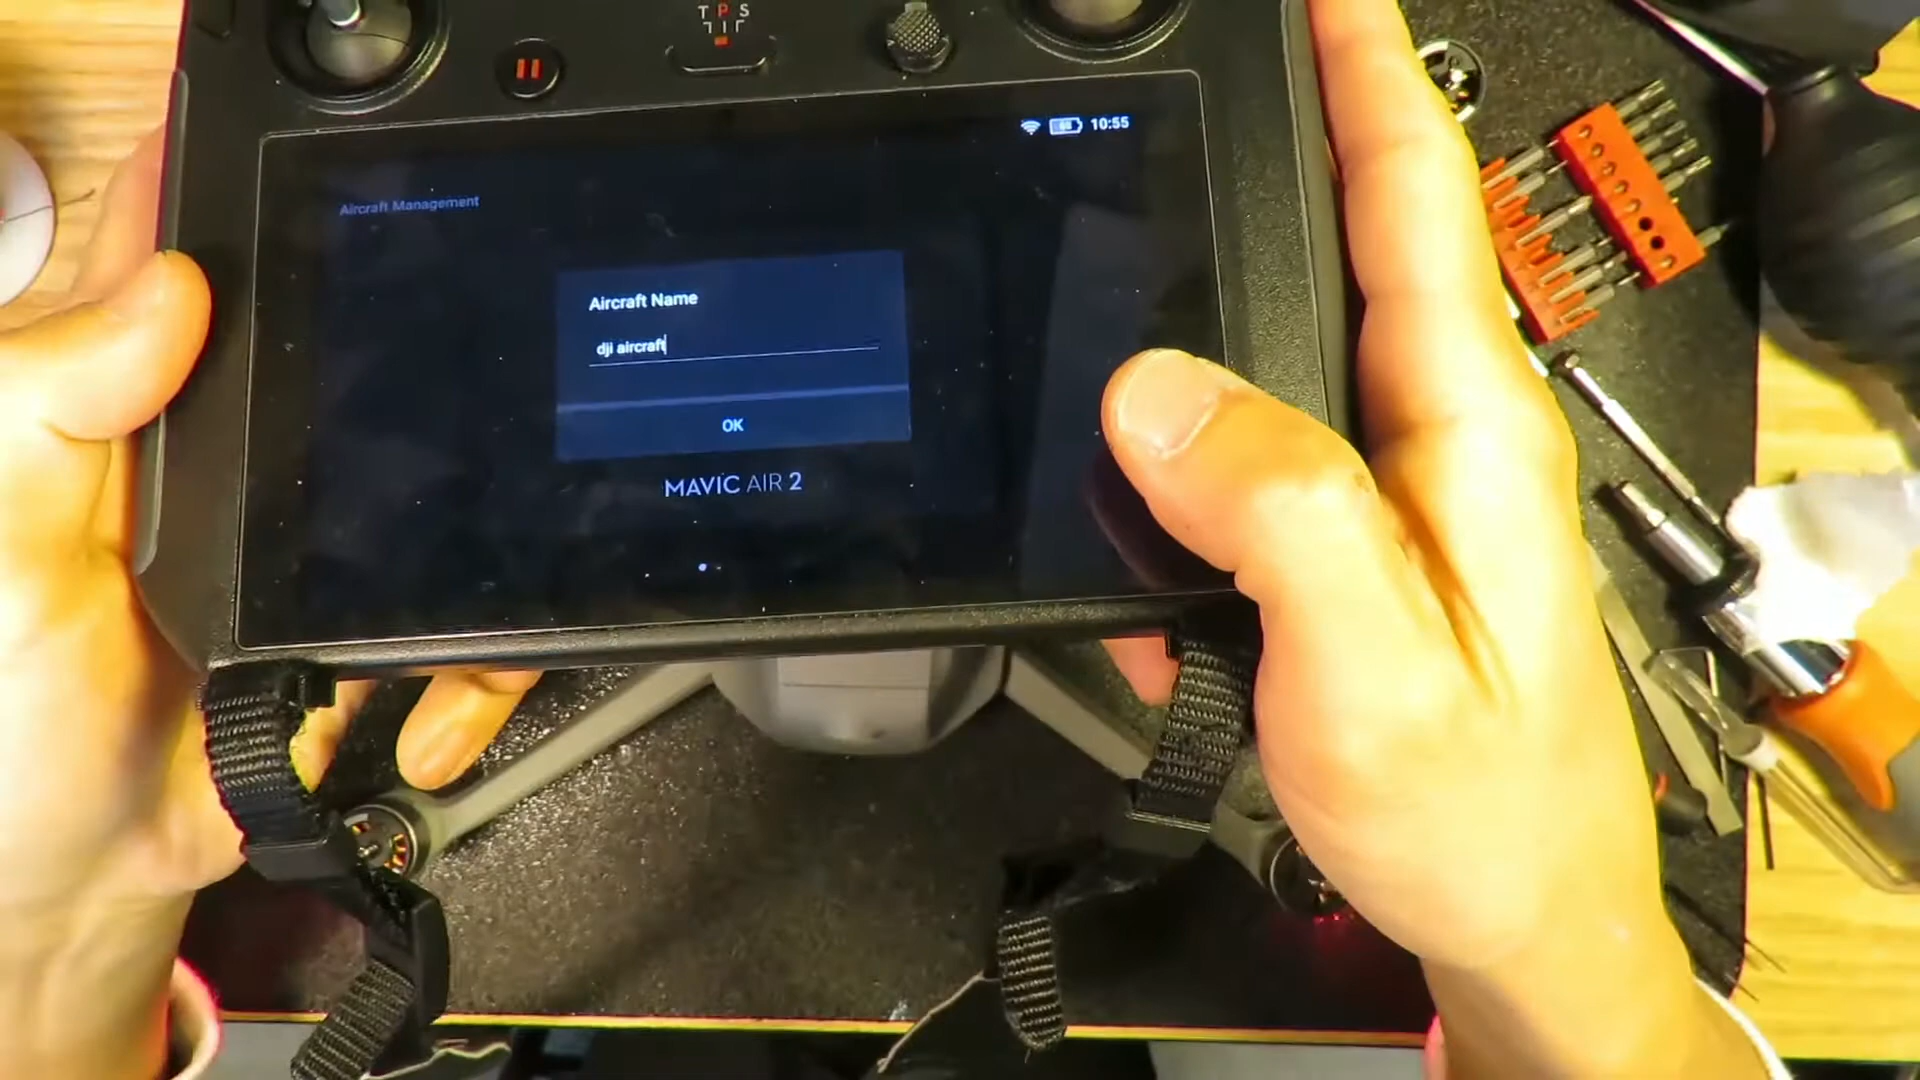 T P S
10:55
Aircraft Management
Aircraft Name
dji aircraft
OK
MAVIC AIR 2